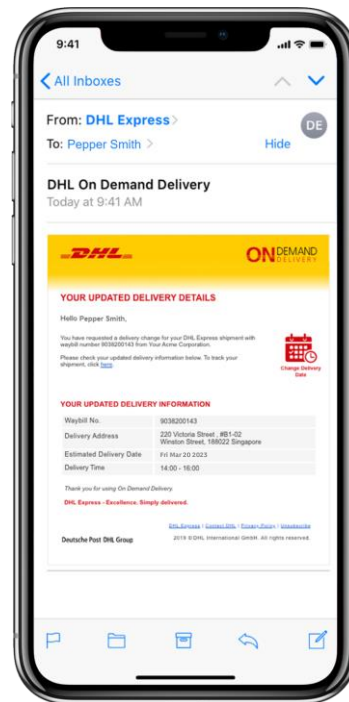 9:41
All Inboxes
From: DHL Express
DE
To: Pepper Smith
Hide
DHL On Demand Delivery
Today at 9:41 AM
DHL
ON DEMAND
DELIVERY
YOUR UPDATED DELIVERY DETAILS
Hello Pepper Smith,
You have requested a delivery change for your DHL Express shipment with
waybill number 9038200143 from Your Acme Corporation.
Please check your updated delivery information below. To track your
shipment, click here.
Change Delivery
Date
YOUR UPDATED DELIVERY INFORMATION
Waybill No. 9038200143
Delivery Address 220 Victoria Street , #B1-02
Winston Street, 188022 Singapore
Estimated Delivery Date Fri Mar 20 2023
Delivery Time 14:00 - 16:00
Thank you for using On Demand Delivery.
DHL Express - Excellence. Simply delivered.
DHL Express | Contact DHL | Privacy Policy | Unsubscribe
Deutsche Post DHL Group
2019 © DHL International GmbH. All rights reserved.